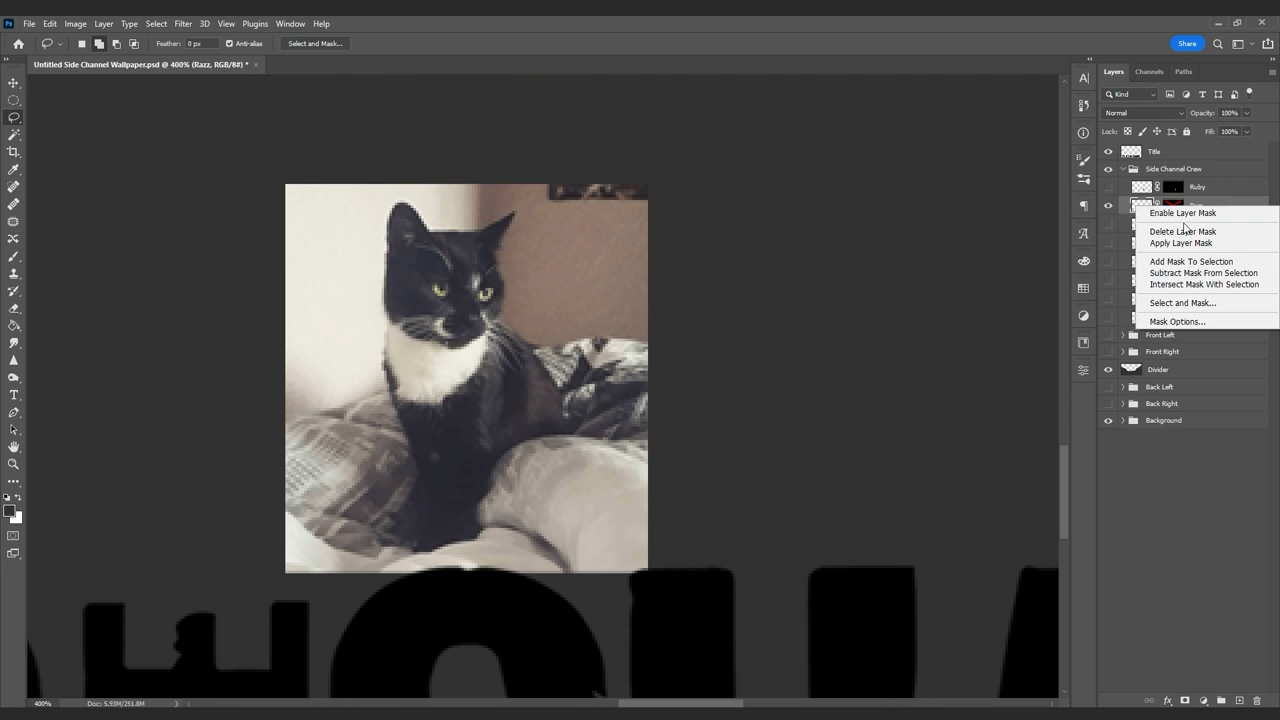 Ps File Edit Image Layer Type Select Filter 3D View Plugins Window Help
Feather: 0 px Anti-alias Select and Mask... Share
Untitled Side Channel Wallpaper.psd @ 400% (Razz, RGB/8#) * ×
Layers Channels Paths
Kind
Normal Opacity: 100%
Lock: Fill: 100%
Title
Side Channel Crew
Ruby
Enable Layer Mask
Delete Layer Mask
Apply Layer Mask
Add Mask To Selection
Subtract Mask From Selection
Intersect Mask With Selection
Select and Mask...
Mask Options...
Front Left
Front Right
Divider
Back Left
Back Right
Background
400% Doc: 5.93M/251.8M